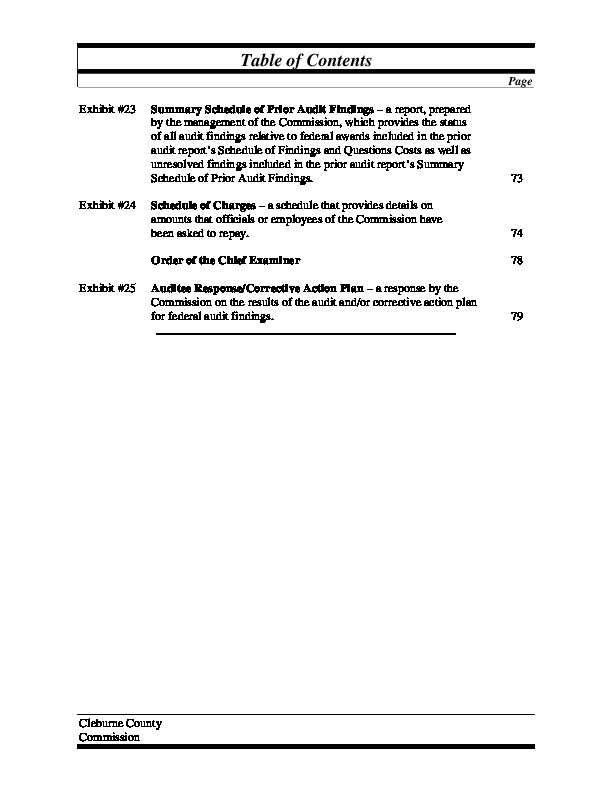 Table of Contents
Page
Exhibit #23 Summary Schedule of Prior Audit Findings – a report, prepared
by the management of the Commission, which provides the status
of all audit findings relative to federal awards included in the prior
audit report's Schedule of Findings and Questions Costs as well as
unresolved findings included in the prior audit report's Summary
Schedule of Prior Audit Findings. 73
Exhibit #24 Schedule of Charges – a schedule that provides details on
amounts that officials or employees of the Commission have
been asked to repay. 74
Order of the Chief Examiner 78
Exhibit #25 Auditee Response/Corrective Action Plan – a response by the
Commission on the results of the audit and/or corrective action plan
for federal audit findings. 79
Cleburne County
Commission